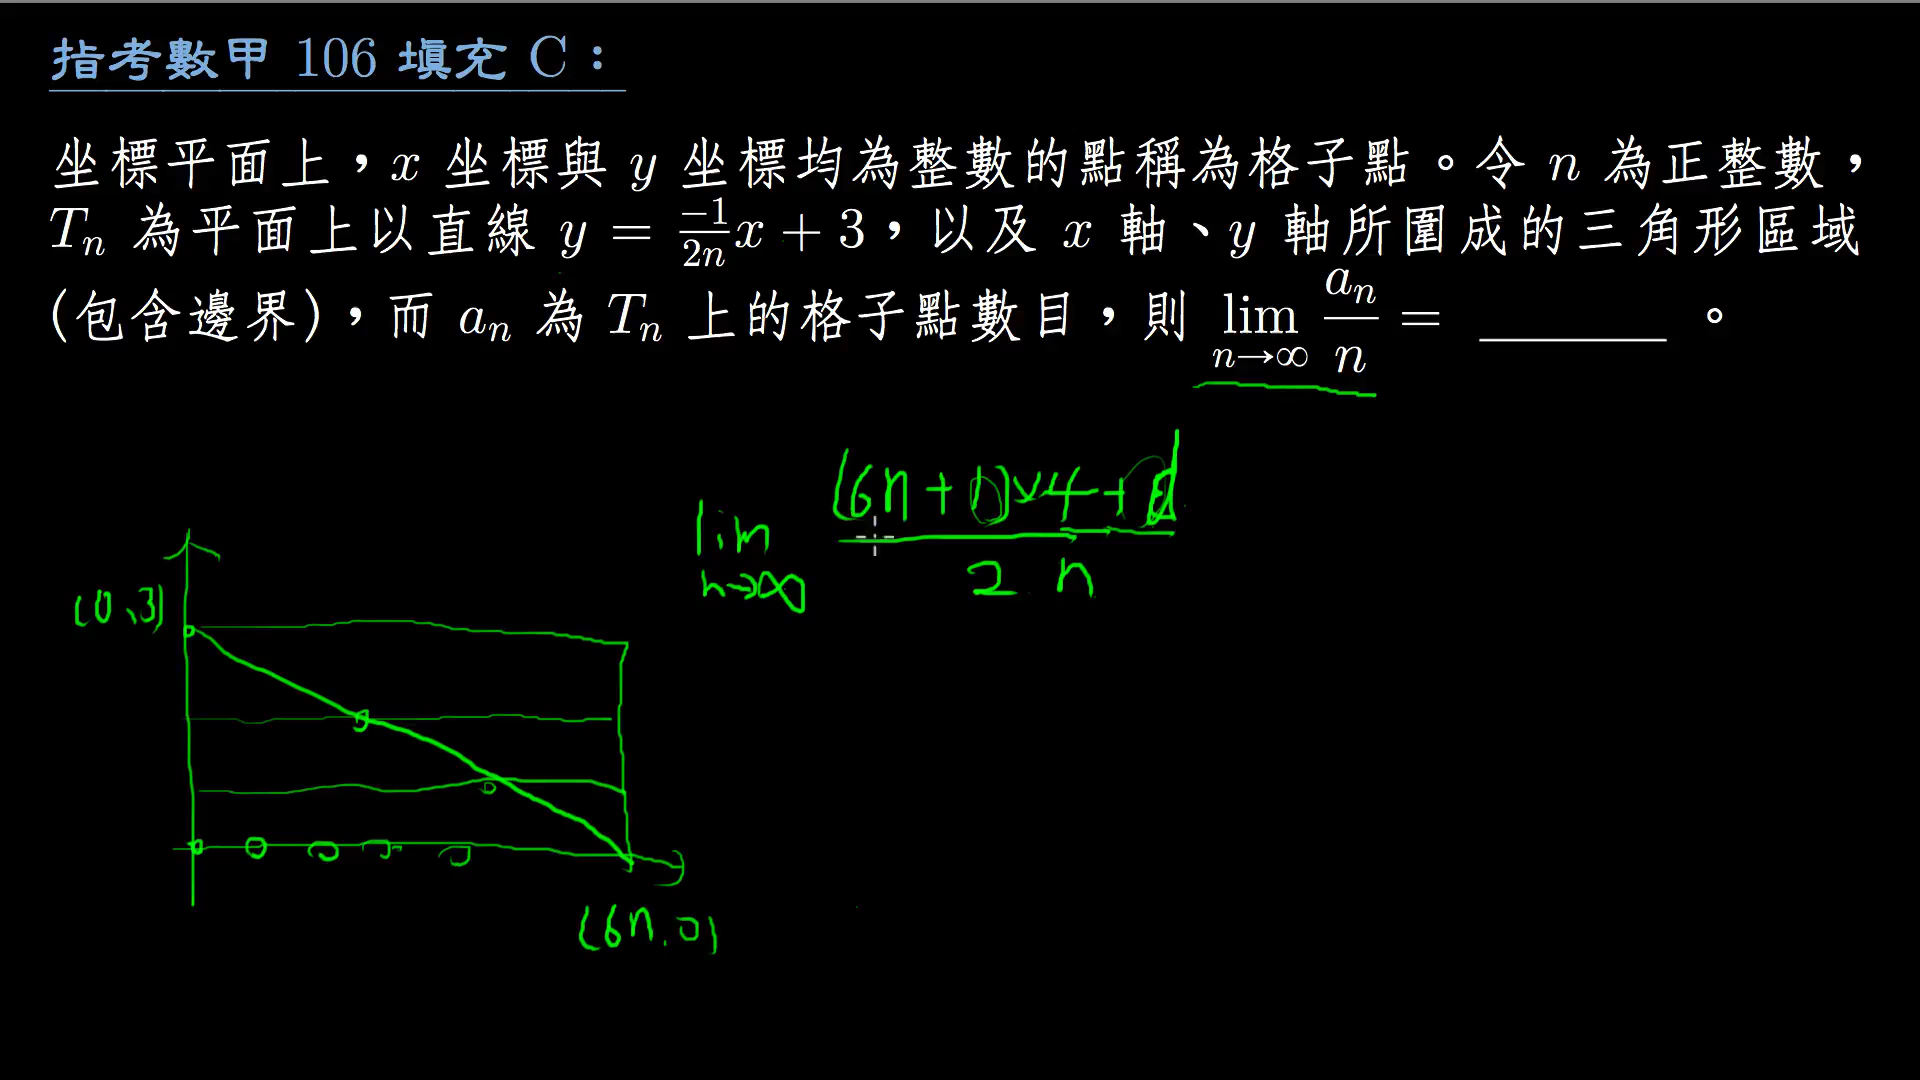 指考數甲 106 填充 C：
坐標平面上，x 坐標與 y 坐標均為整數的點稱為格子點。令 n 為正整數，
Tₙ 為平面上以直線 y = \frac{-1}{2n}x + 3，以及 x 軸、y 軸所圍成的三角形區域
(包含邊界)，而 aₙ 為 Tₙ 上的格子點數目，則 \lim_{n→∞} \frac{aₙ}{n} = ______ 。
lim n→∞
(6n+1)×4+
2 n
(0,3)
(6n,0)